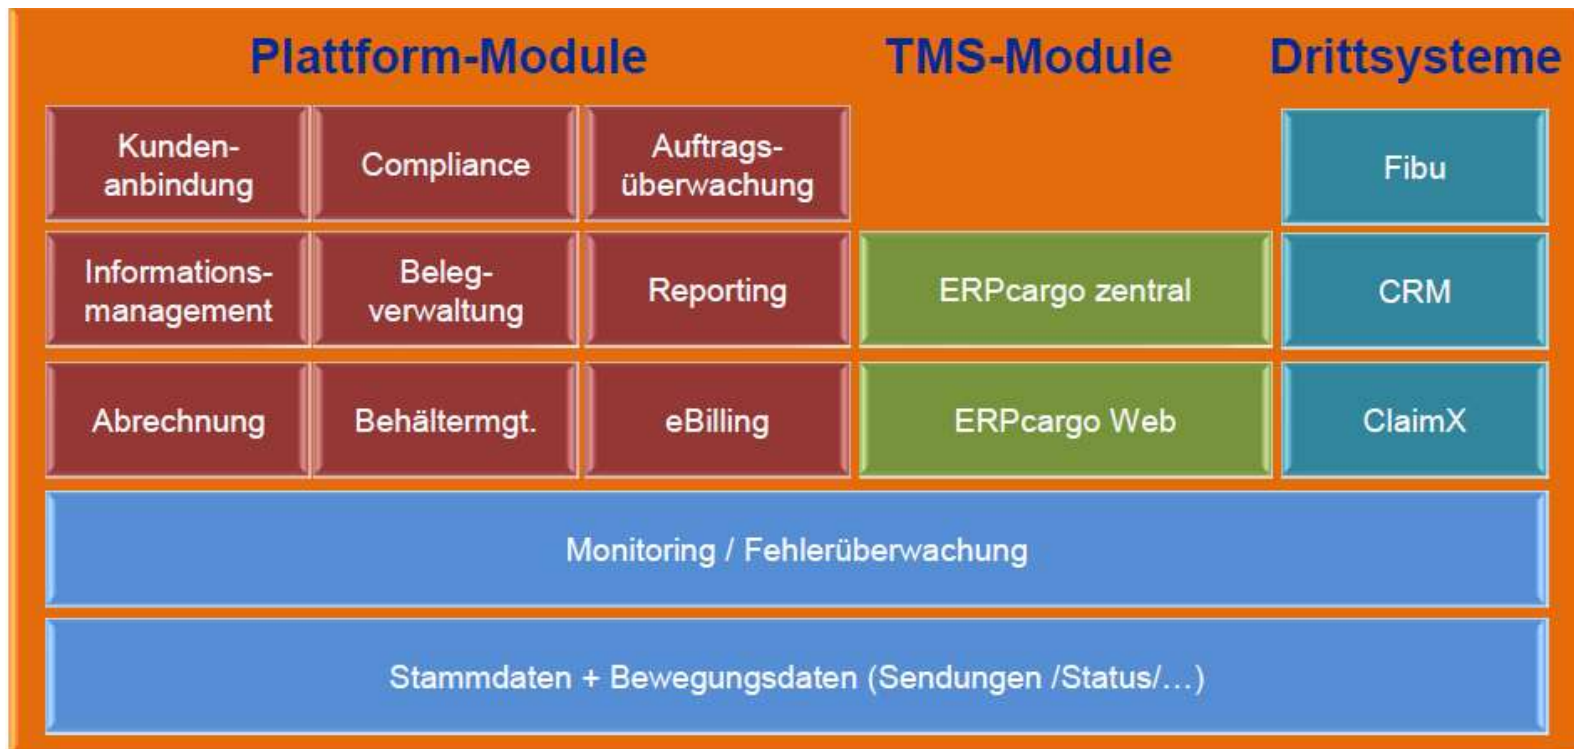 Plattform-Module
TMS-Module
Drittsysteme
Kunden-
anbindung
Compliance
Auftrags-
überwachung
Fibu
Informations-
management
Beleg-
verwaltung
Reporting
ERPcargo zentral
CRM
Abrechnung
Behältermgt.
eBilling
ERPcargo Web
ClaimX
Monitoring / Fehlerüberwachung
Stammdaten + Bewegungsdaten (Sendungen /Status/…)